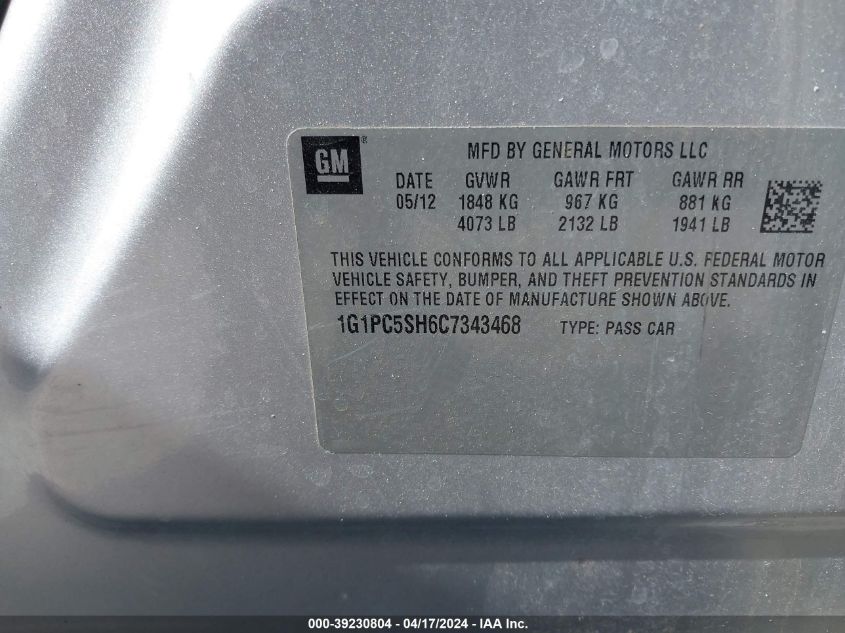 GM ®
MFD BY GENERAL MOTORS LLC
DATE GVWR GAWR FRT GAWR RR
05/12 1848 KG 967 KG 881 KG
4073 LB 2132 LB 1941 LB
THIS VEHICLE CONFORMS TO ALL APPLICABLE U.S. FEDERAL MOTOR
VEHICLE SAFETY, BUMPER, AND THEFT PREVENTION STANDARDS IN
EFFECT ON THE DATE OF MANUFACTURE SHOWN ABOVE.
1G1PC5SH6C7343468 TYPE: PASS CAR
000-39230804 - 04/17/2024 - IAA Inc.